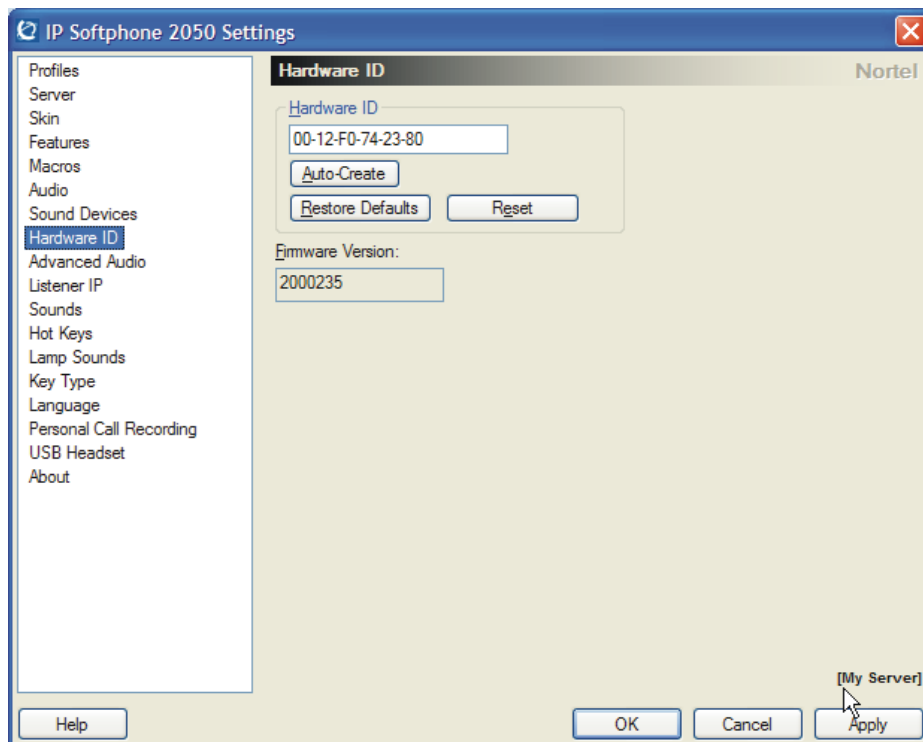 IP Softphone 2050 Settings
Profiles
Server
Skin
Features
Macros
Audio
Sound Devices
Hardware ID
Advanced Audio
Listener IP
Sounds
Hot Keys
Lamp Sounds
Key Type
Language
Personal Call Recording
USB Headset
About
Hardware ID
Nortel
Hardware ID
00-12-F0-74-23-80
Auto-Create
Restore Defaults
Reset
Firmware Version:
2000235
[My Server]
Help
OK
Cancel
Apply